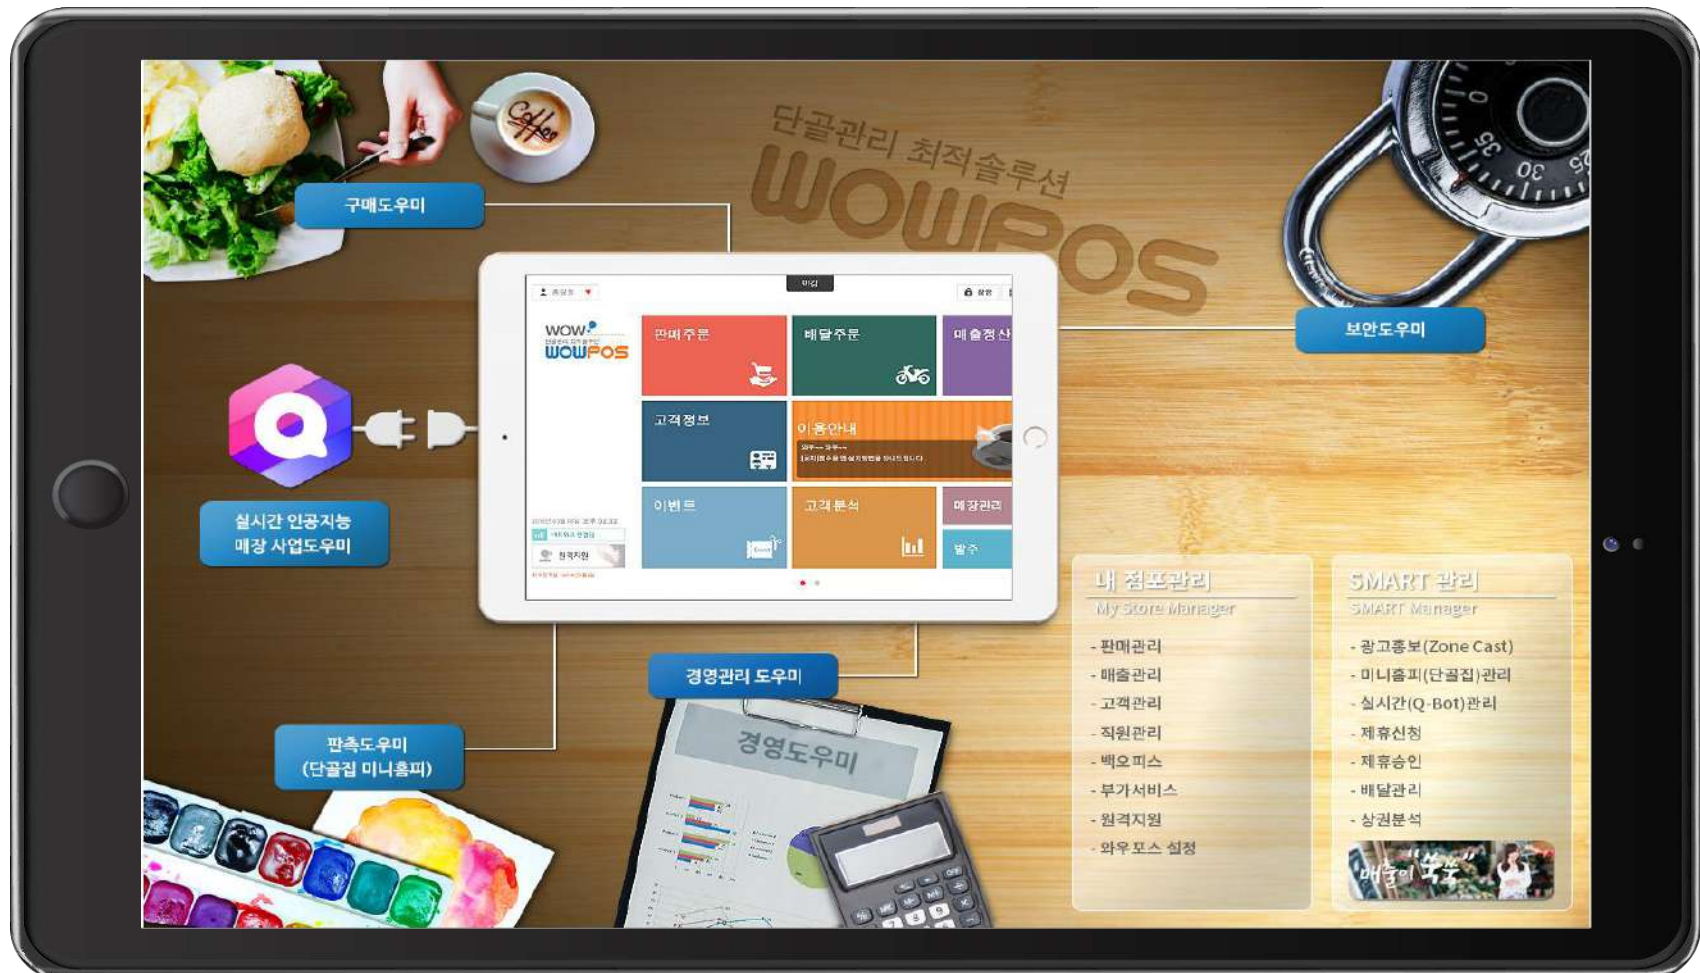 Coffee
단골관리 최적솔루션
WOWPOS
구매도우미
보안도우미
마감
WOW
WOWPOS
판매주문
배달주문
매출정산
고객정보
이용안내
이벤트
고객분석
매장관리
발주
원격지원
실시간 인공지능
매장 사업도우미
경영관리 도우미
판촉도우미
(단골집 미니홈피)
경영도우미
내 점포관리
My Store Manager
- 판매관리
- 매출관리
- 고객관리
- 직원관리
- 백오피스
- 부가서비스
- 원격지원
- 와우포스 설정
SMART 관리
SMART Manager
- 광고홍보(Zone Cast)
- 미니홈피(단골집)관리
- 실시간(Q-Bot)관리
- 제휴신청
- 제휴승인
- 배달관리
- 상권분석
매출이 "쑥쑥"